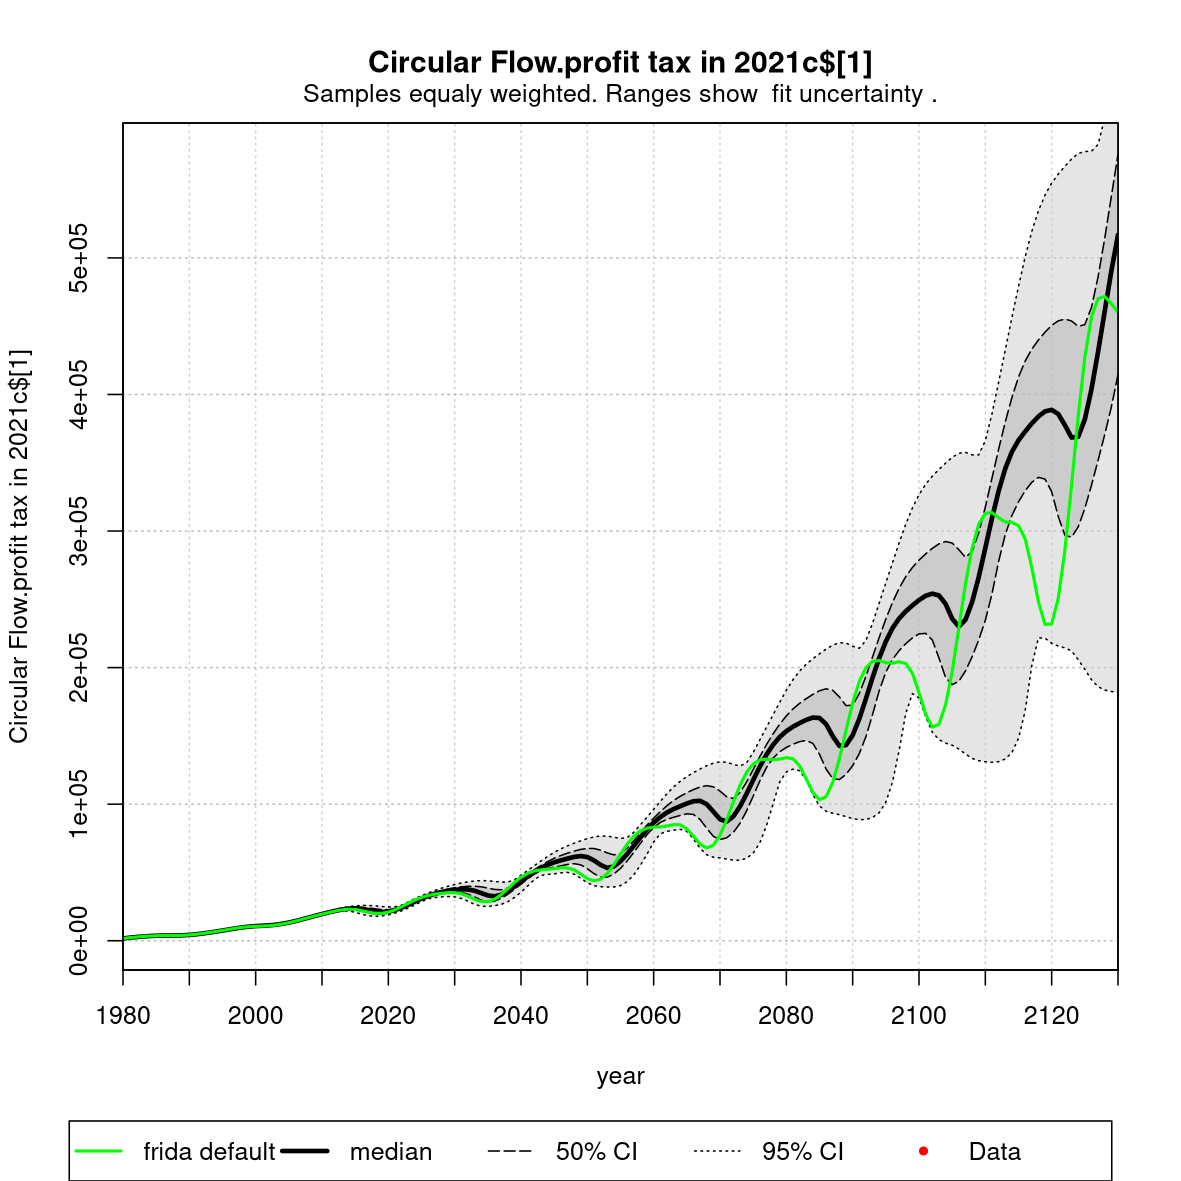 Circular Flow.profit tax in 2021c$[1]
Samples equaly weighted. Ranges show  fit uncertainty .
Circular Flow.profit tax in 2021c$[1]
5e+05
4e+05
3e+05
2e+05
1e+05
0e+00
1980 2000 2020 2040 2060 2080 2100 2120
year
frida default median 50% CI 95% CI Data